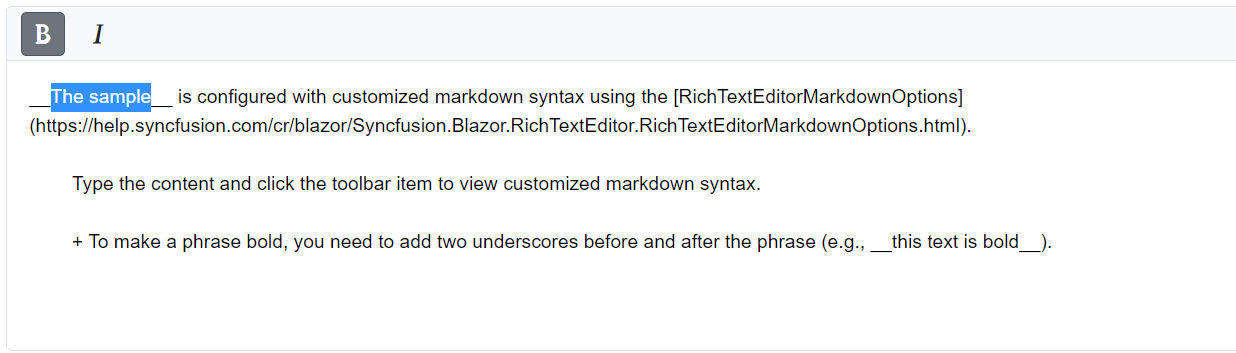 B I
__The sample__ is configured with customized markdown syntax using the [RichTextEditorMarkdownOptions]
(https://help.syncfusion.com/cr/blazor/Syncfusion.Blazor.RichTextEditor.RichTextEditorMarkdownOptions.html).
Type the content and click the toolbar item to view customized markdown syntax.
+ To make a phrase bold, you need to add two underscores before and after the phrase (e.g., __this text is bold__).